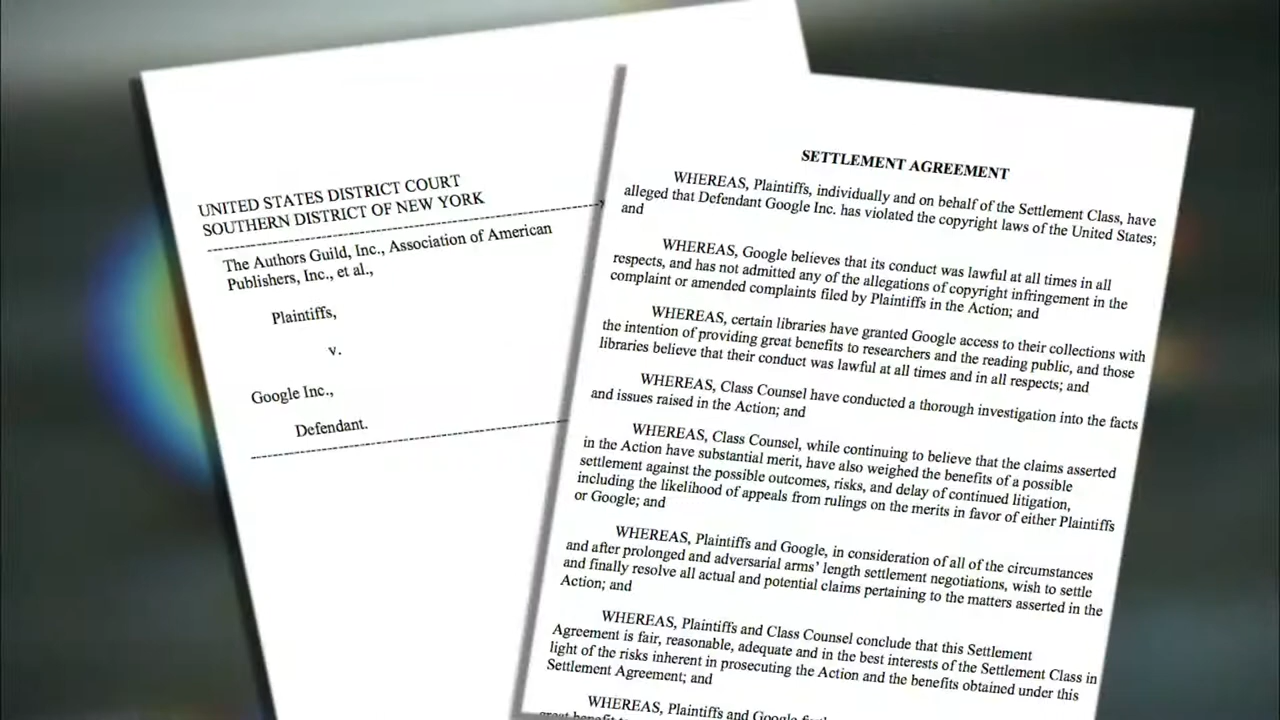 UNITED STATES DISTRICT COURT
SOUTHERN DISTRICT OF NEW YORK
The Authors Guild, Inc., Association of American
Publishers, Inc., et al.,
Plaintiffs,
v.
Google Inc.,
Defendant.
SETTLEMENT AGREEMENT
WHEREAS, Plaintiffs, individually and on behalf of the Settlement Class, have
alleged that Defendant Google Inc. has violated the copyright laws of the United States;
and
WHEREAS, Google believes that its conduct was lawful at all times in all
respects, and has not admitted any of the allegations of copyright infringement in the
complaint or amended complaints filed by Plaintiffs in the Action; and
WHEREAS, certain libraries have granted Google access to their collections with
the intention of providing great benefits to researchers and the reading public, and those
libraries believe that their conduct was lawful at all times and in all respects; and
WHEREAS, Class Counsel have conducted a thorough investigation into the facts
and issues raised in the Action; and
WHEREAS, Class Counsel, while continuing to believe that the claims asserted
in the Action have substantial merit, have also weighed the benefits of a possible
settlement against the possible outcomes, risks, and delay of continued litigation,
including the likelihood of appeals from rulings on the merits in favor of either Plaintiffs
or Google; and
WHEREAS, Plaintiffs and Google, in consideration of all of the circumstances
and after prolonged and adversarial arms' length settlement negotiations, wish to settle
and finally resolve all actual and potential claims pertaining to the matters asserted in the
Action; and
WHEREAS, Plaintiffs and Class Counsel conclude that this Settlement
Agreement is fair, reasonable, adequate and in the best interests of the Settlement Class in
light of the risks inherent in prosecuting the Action and the benefits obtained under this
Settlement Agreement; and
WHEREAS, Plaintiffs and Google